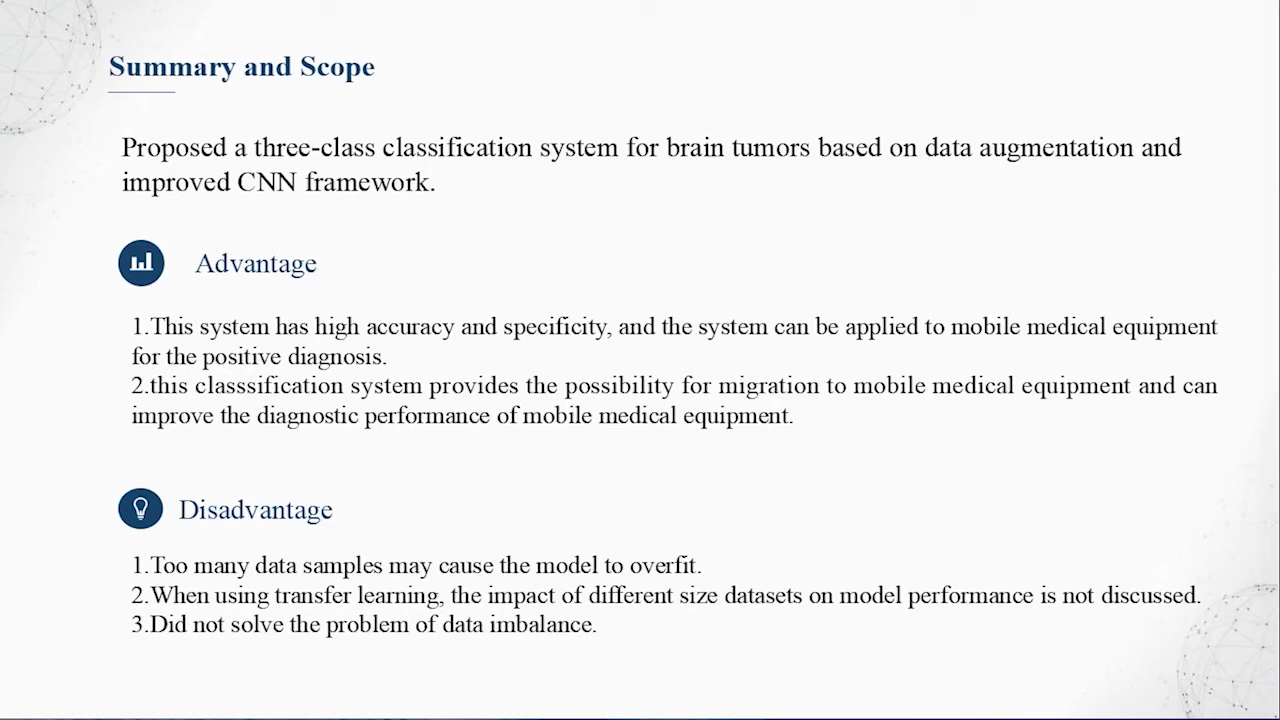 Summary and Scope
Proposed a three-class classification system for brain tumors based on data augmentation and
improved CNN framework.
Advantage
1.This system has high accuracy and specificity, and the system can be applied to mobile medical equipment
for the positive diagnosis.
2.this classsification system provides the possibility for migration to mobile medical equipment and can
improve the diagnostic performance of mobile medical equipment.
Disadvantage
1.Too many data samples may cause the model to overfit.
2.When using transfer learning, the impact of different size datasets on model performance is not discussed.
3.Did not solve the problem of data imbalance.